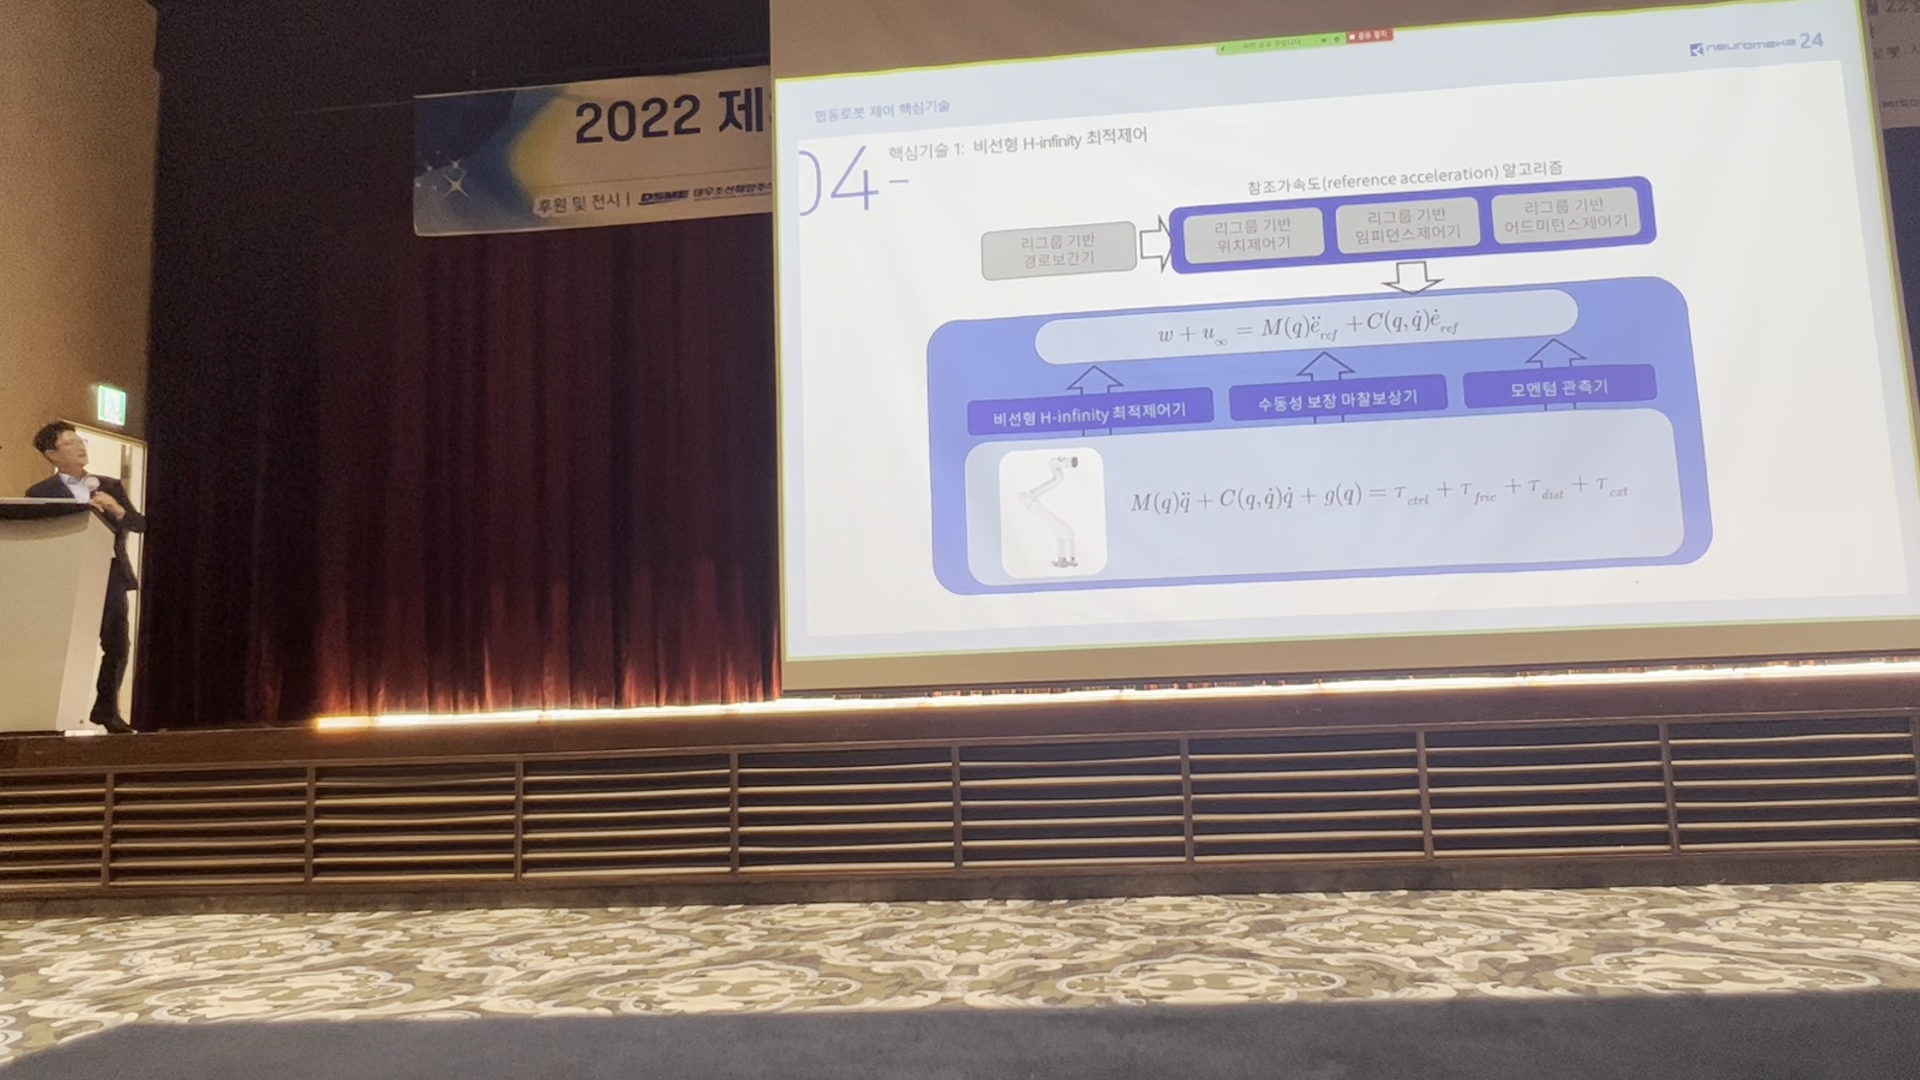 2022 제
후원 및 전시 | DSME 대우조선해양주식
neuromeka 24
협동로봇 제어 핵심기술
04
핵심기술 1: 비선형 H-infinity 최적제어
참조가속도(reference acceleration) 알고리즘
리그룹 기반
경로보간기
리그룹 기반
위치제어기
리그룹 기반
임피던스제어기
리그룹 기반
어드미턴스제어기
w + u_∞ = M(q)ë_ref + C(q, q̇)ė_ref
비선형 H-infinity 최적제어기
수동성 보장 마찰보상기
모멘텀 관측기
M(q)q̈ + C(q, q̇)q̇ + g(q) = τ_ctrl + τ_fric + τ_dist + τ_ext